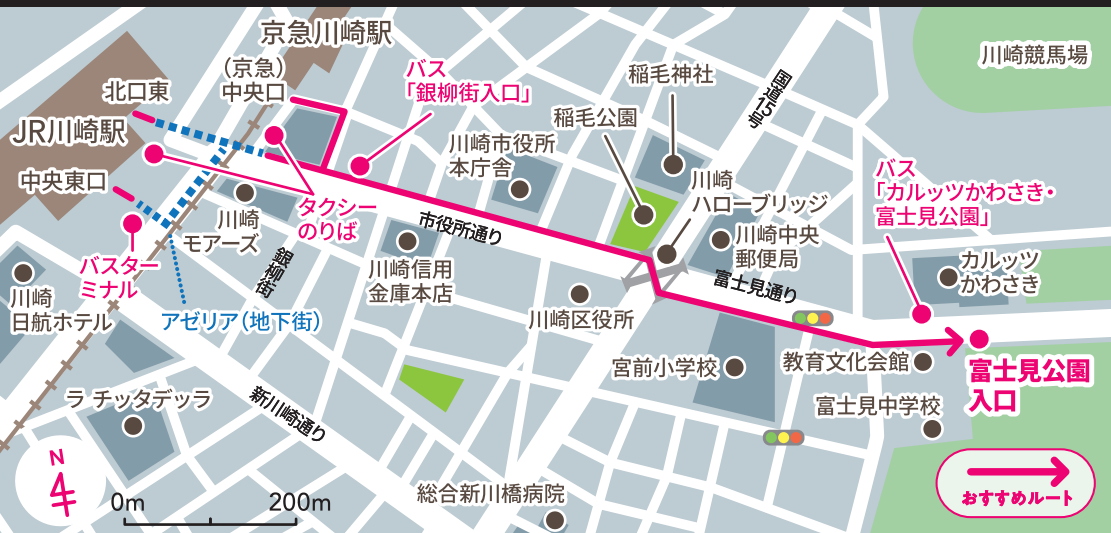 京急川崎駅
(京急)
中央口
北口東
JR川崎駅
中央東口
バス
「銀柳街入口」
稲毛神社
稲毛公園
国道15号
川崎競馬場
川崎市役所
本庁舎
川崎
ハローブリッジ
バス
「カルッツかわさき・
富士見公園」
タクシー
のりば
川崎
モアーズ
市役所通り
川崎中央
郵便局
カルッツ
かわさき
バスター
ミナル
銀柳街
川崎信用
金庫本店
富士見通り
川崎
日航ホテル
アゼリア(地下街)
川崎区役所
宮前小学校
教育文化会館
富士見公園
入口
ラ チッタデッラ
新川崎通り
富士見中学校
N
0m
200m
総合新川橋病院
おすすめルート